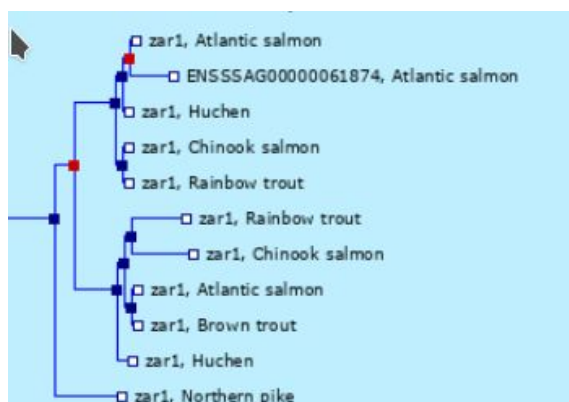 zar1, Atlantic salmon
ENSSSAG00000061874, Atlantic salmon
zar1, Huchen
zar1, Chinook salmon
zar1, Rainbow trout
zar1, Rainbow trout
zar1, Chinook salmon
zar1, Atlantic salmon
zar1, Brown trout
zar1, Huchen
zar1, Northern pike